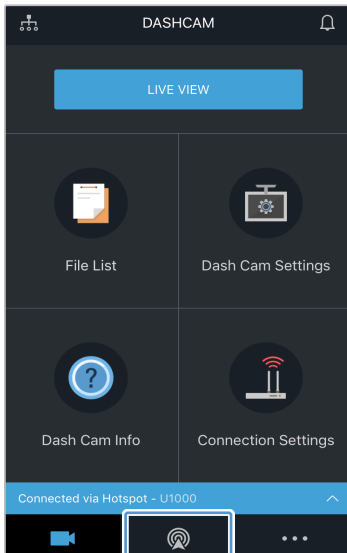 DASHCAM
LIVE VIEW
File List
Dash Cam Settings
?
Dash Cam Info
Connection Settings
Connected via Hotspot - U1000